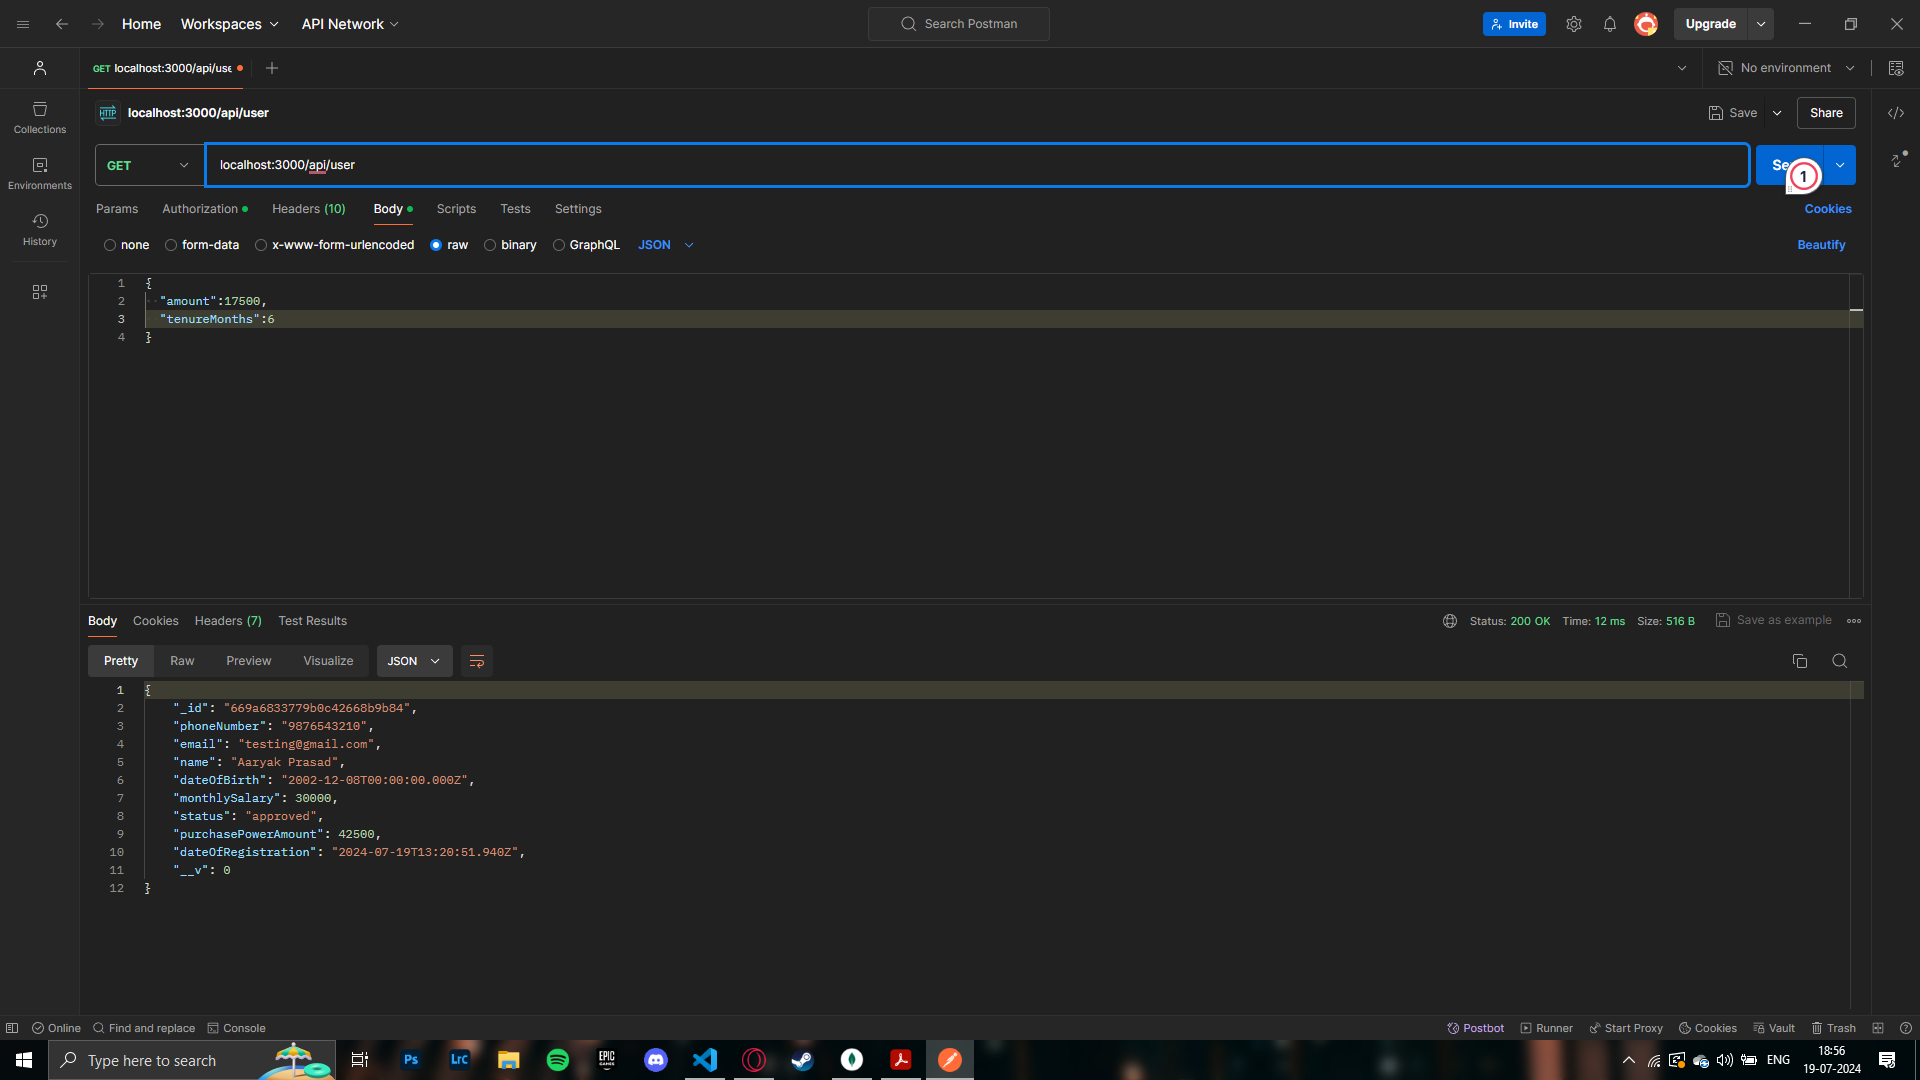 Home Workspaces API Network Search Postman Invite Upgrade
GET localhost:3000/api/use No environment
HTTP localhost:3000/api/user Save Share
Collections
Environments
History
GET localhost:3000/api/user 1
Params Authorization Headers (10) Body Scripts Tests Settings Cookies
none form-data x-www-form-urlencoded raw binary GraphQL JSON Beautify
1 {
2 "amount":17500,
3 "tenureMonths":6
4 }
Body Cookies Headers (7) Test Results Status: 200 OK Time: 12 ms Size: 516 B Save as example
Pretty Raw Preview Visualize JSON
1 {
2 "_id": "669a6833779b0c42668b9b84",
3 "phoneNumber": "9876543210",
4 "email": "testing@gmail.com",
5 "name": "Aaryak Prasad",
6 "dateOfBirth": "2002-12-08T00:00:00.000Z",
7 "monthlySalary": 30000,
8 "status": "approved",
9 "purchasePowerAmount": 42500,
10 "dateOfRegistration": "2024-07-19T13:20:51.940Z",
11 "__v": 0
12 }
Online Find and replace Console Postbot Runner Start Proxy Cookies Vault Trash
Type here to search Ps Lrc EPIC GAMES ENG 18:56
19-07-2024